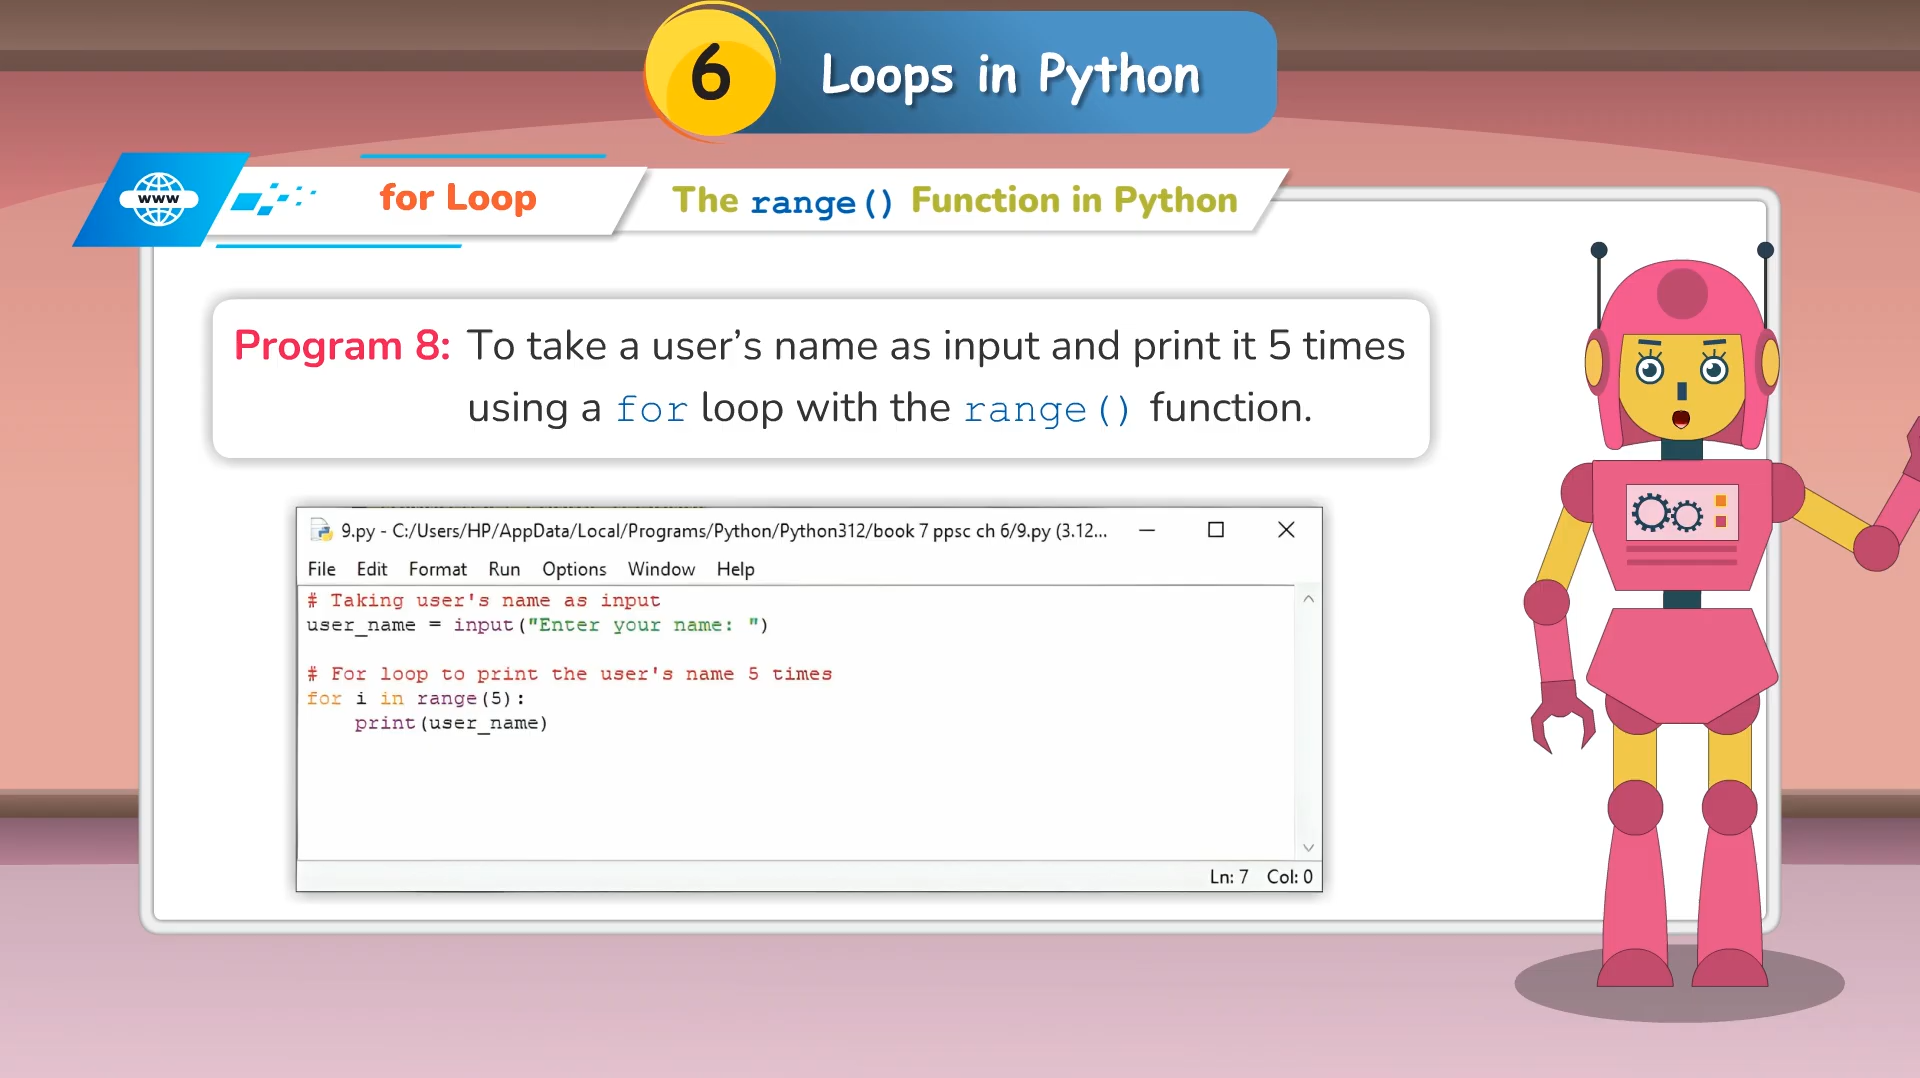 6 Loops in Python
www
for Loop
The range() Function in Python
Program 8: To take a user’s name as input and print it 5 times
using a for loop with the range() function.
9.py - C:/Users/HP/AppData/Local/Programs/Python/Python312/book 7 ppsc ch 6/9.py (3.12...
File Edit Format Run Options Window Help
# Taking user's name as input
user_name = input("Enter your name: ")
# For loop to print the user's name 5 times
for i in range(5):
    print(user_name)
Ln: 7 Col: 0